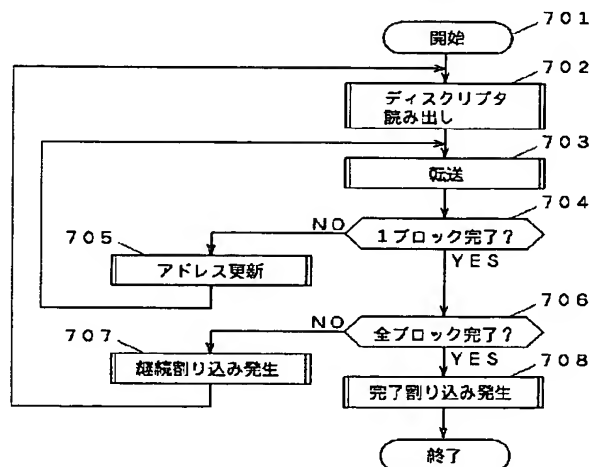 開始
701
702
ディスクリプタ
読み出し
703
転送
704
1ブロック完了?
NO
YES
705
アドレス更新
706
全ブロック完了?
NO
YES
707
継続割り込み発生
708
完了割り込み発生
終了